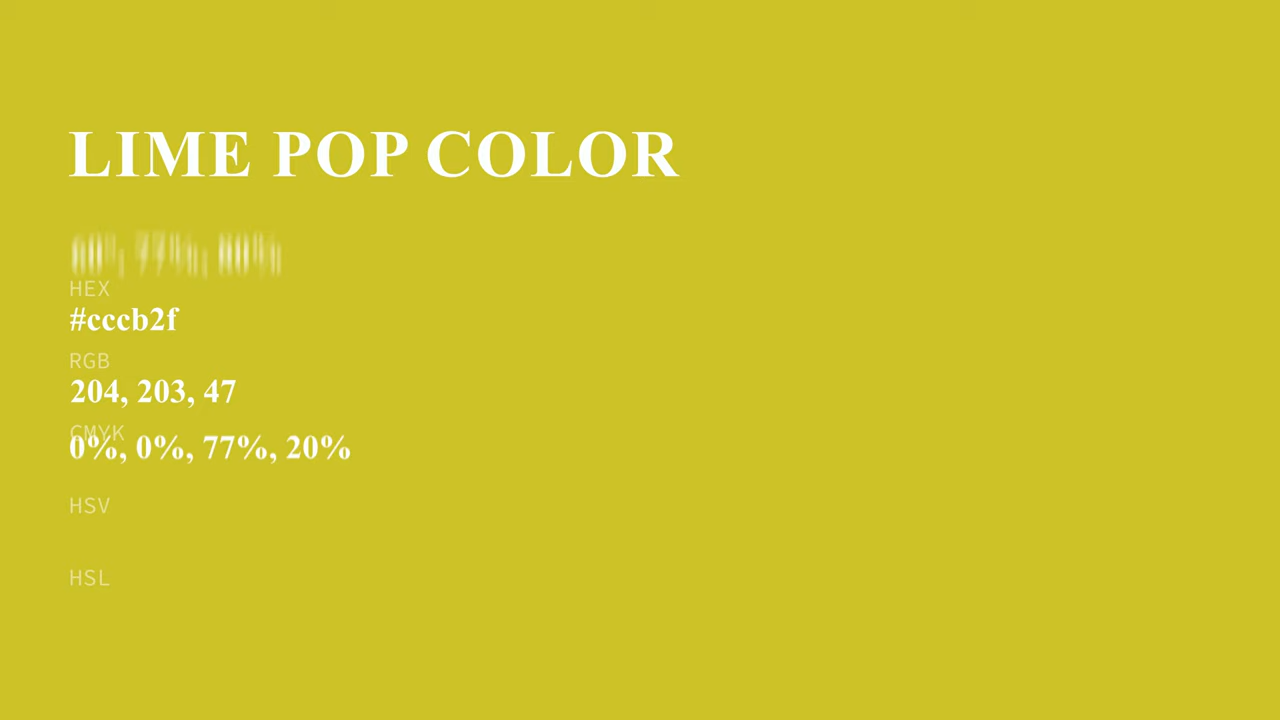 LIME POP COLOR
HEX
#cccb2f
RGB
204, 203, 47
CMYK
0%, 0%, 77%, 20%
HSV
HSL